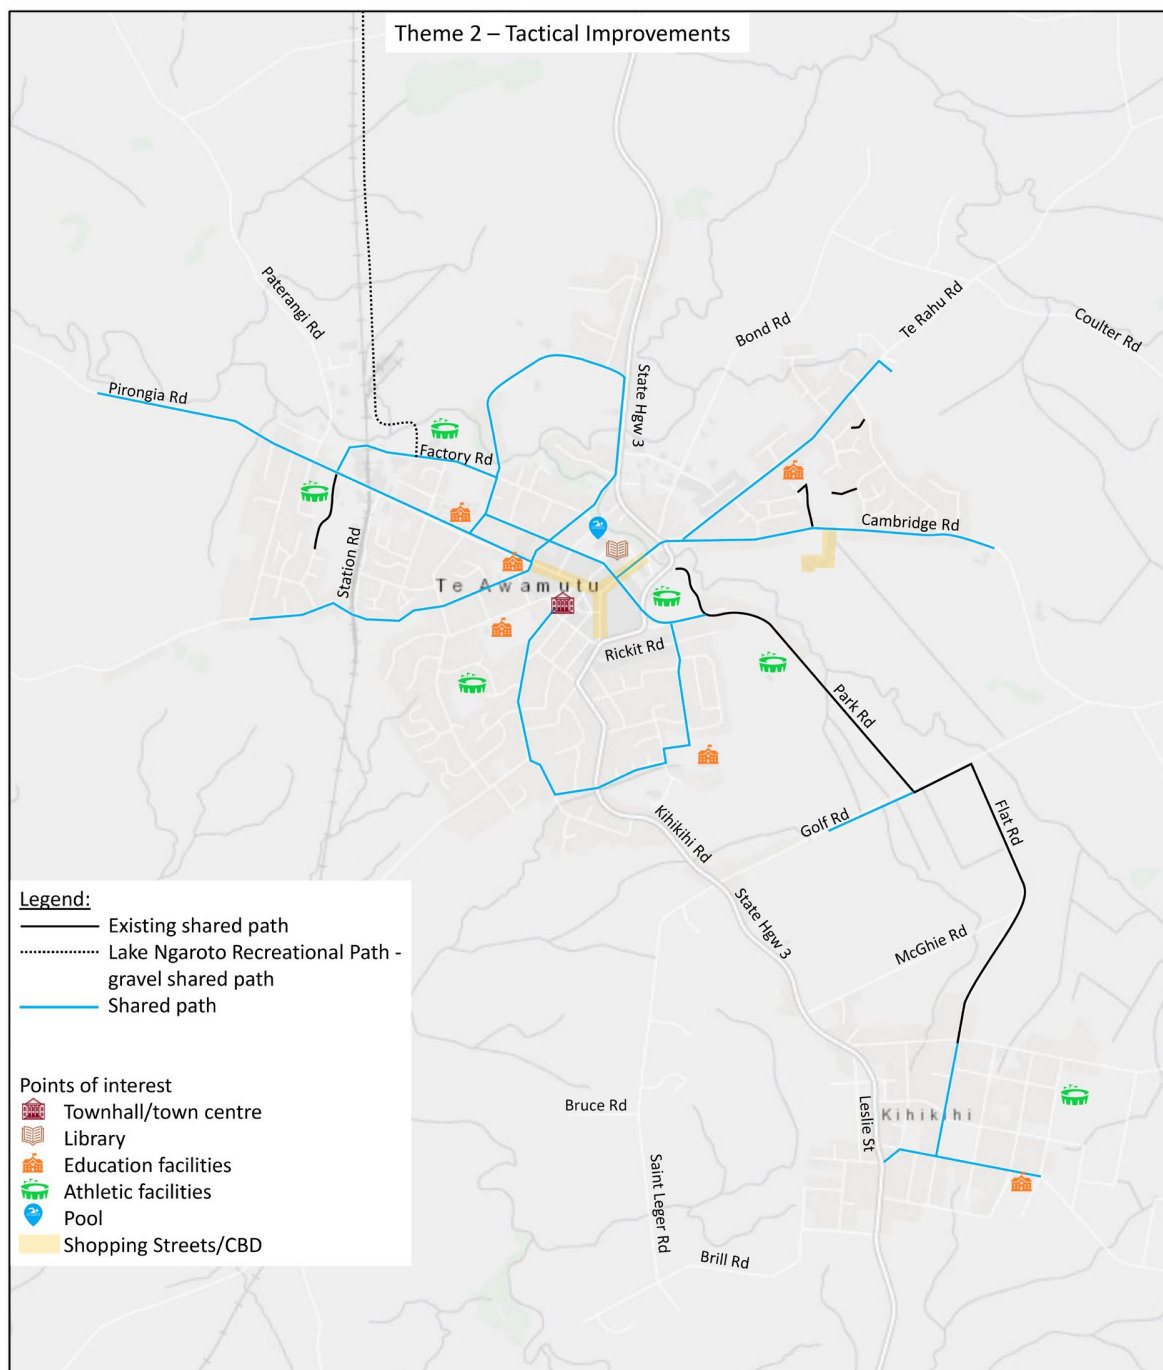 Theme 2 – Tactical Improvements
Paterangi Rd
Te Rahu Rd
Coulter Rd
Bond Rd
State Hgw 3
Pirongia Rd
Factory Rd
Cambridge Rd
Station Rd
Te Awamutu
Rickit Rd
Park Rd
Golf Rd
Flat Rd
Kihikihi Rd
State Hgw 3
McGhie Rd
Legend:
Existing shared path
Lake Ngaroto Recreational Path -
gravel shared path
Shared path
Points of interest
Townhall/town centre
Library
Education facilities
Athletic facilities
Pool
Shopping Streets/CBD
Bruce Rd
Leslie St
Kihikihi
Saint Leger Rd
Brill Rd